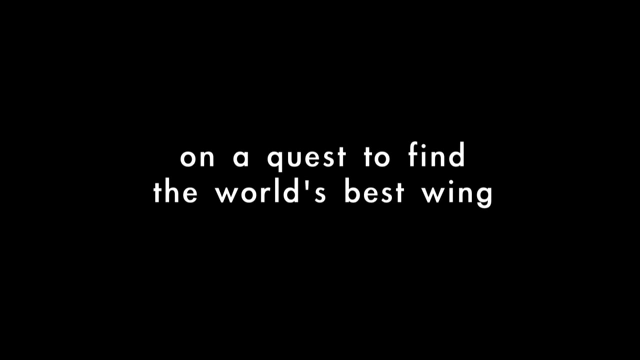 on a quest to find
the world's best wing